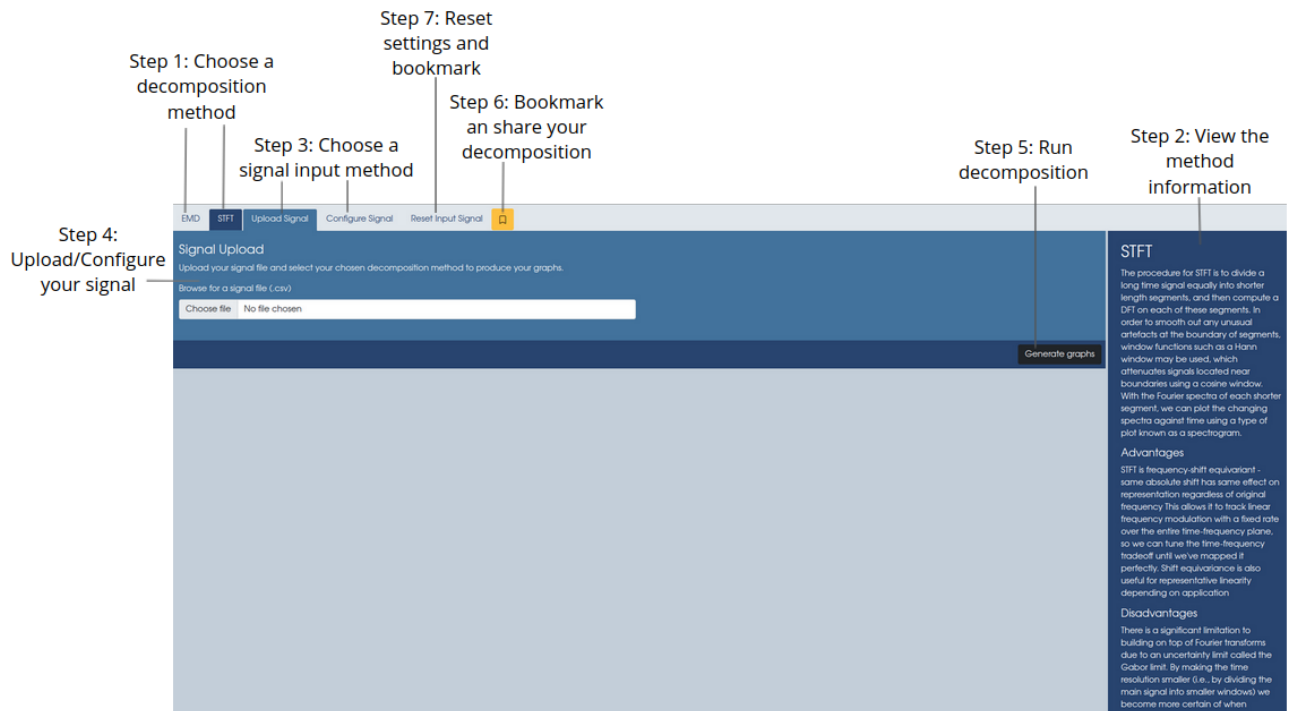 Step 7: Reset
settings and
bookmark
Step 1: Choose a
decomposition
method
Step 6: Bookmark
an share your
decomposition
Step 3: Choose a
signal input method
Step 5: Run
decomposition
Step 2: View the
method
information
EMD STFT Upload Signal Configure Signal Reset Input Signal
Step 4:
Upload/Configure
your signal
Signal Upload
Upload your signal file and select your chosen decomposition method to produce your graphs.
Browse for a signal file (.csv)
Choose file No file chosen
Generate graphs
STFT
The procedure for STFT is to divide a
long time signal equally into shorter
length segments, and then compute a
DFT on each of these segments. In
order to smooth out any unusual
artefacts at the boundary of segments,
window functions such as a Hann
window may be used, which
attenuates signals located near
boundaries using a cosine window.
With the Fourier spectra of each shorter
segment, we can plot the changing
spectra against time using a type of
plot known as a spectrogram.
Advantages
STFT is frequency-shift equivariant -
same absolute shift has same effect on
representation regardless of original
frequency This allows it to track linear
frequency modulation with a fixed rate
over the entire time-frequency plane,
so we can tune the time-frequency
tradeoff until we've mapped it
perfectly. Shift equivariance is also
useful for representative linearity
depending on application
Disadvantages
There is a significant limitation to
building on top of Fourier transforms
due to an uncertainty limit called the
Gabor limit. By making the time
resolution smaller (i.e., by dividing the
main signal into smaller windows) we
become more certain of when